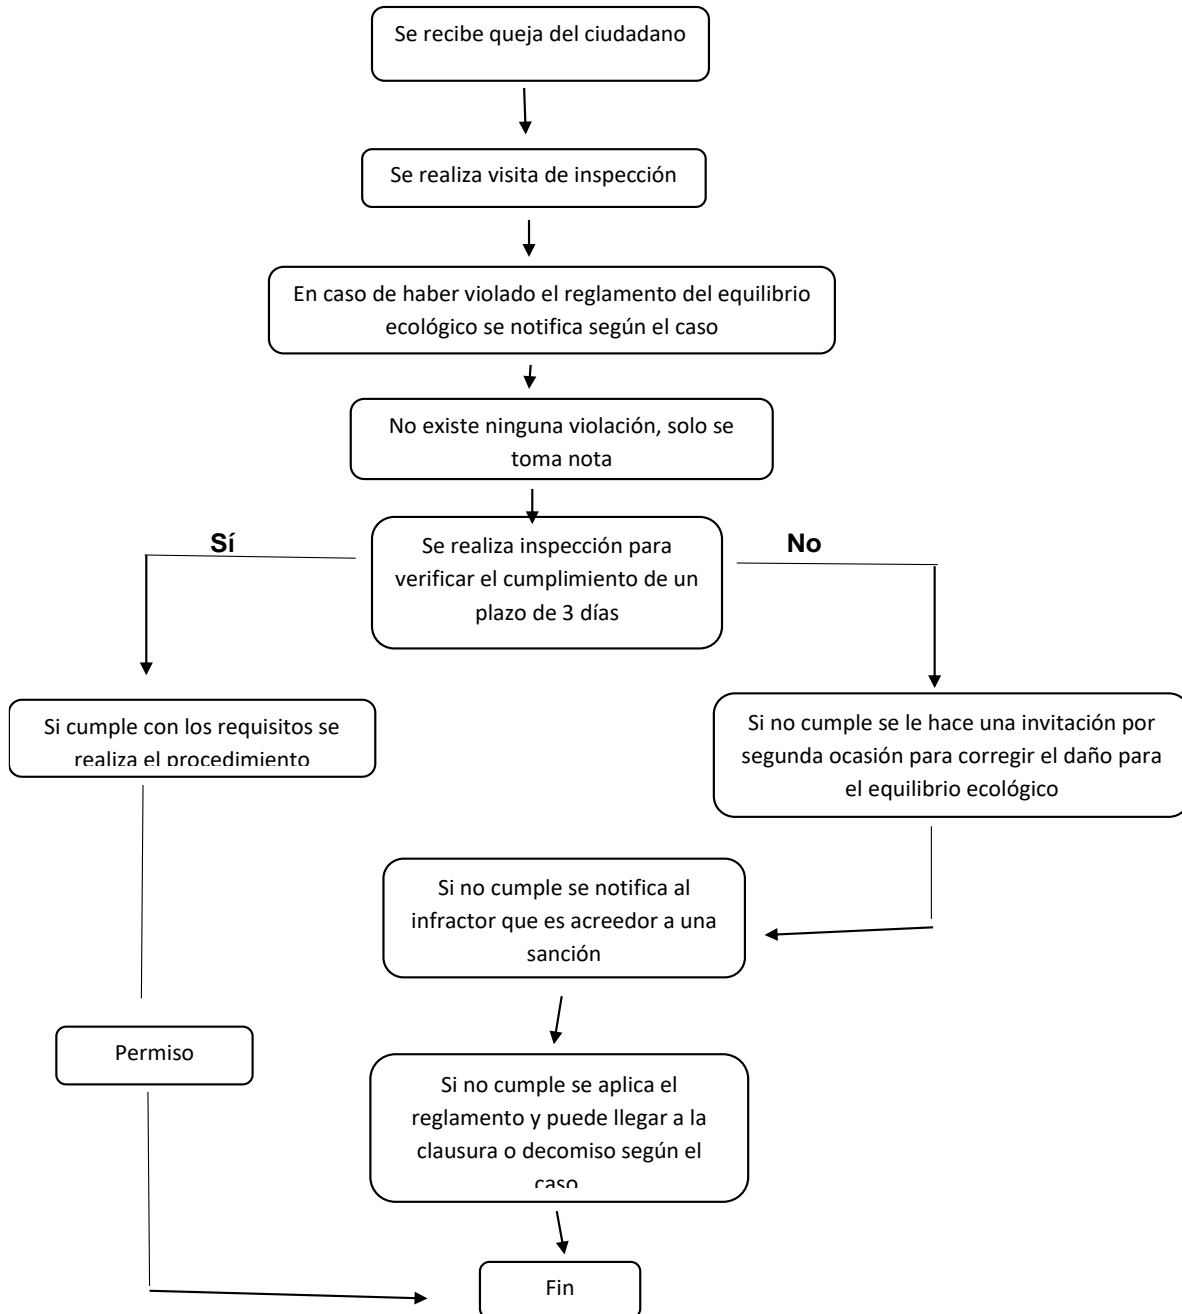 Se recibe queja del ciudadano
Se realiza visita de inspección
En caso de haber violado el reglamento del equilibrio
ecológico se notifica según el caso
No existe ninguna violación, solo se
toma nota
Sí
No
Se realiza inspección para
verificar el cumplimiento de un
plazo de 3 días
Si cumple con los requisitos se
realiza el procedimiento
Si no cumple se le hace una invitación por
segunda ocasión para corregir el daño para
el equilibrio ecológico
Si no cumple se notifica al
infractor que es acreedor a una
sanción
Permiso
Si no cumple se aplica el
reglamento y puede llegar a la
clausura o decomiso según el
caso
Fin